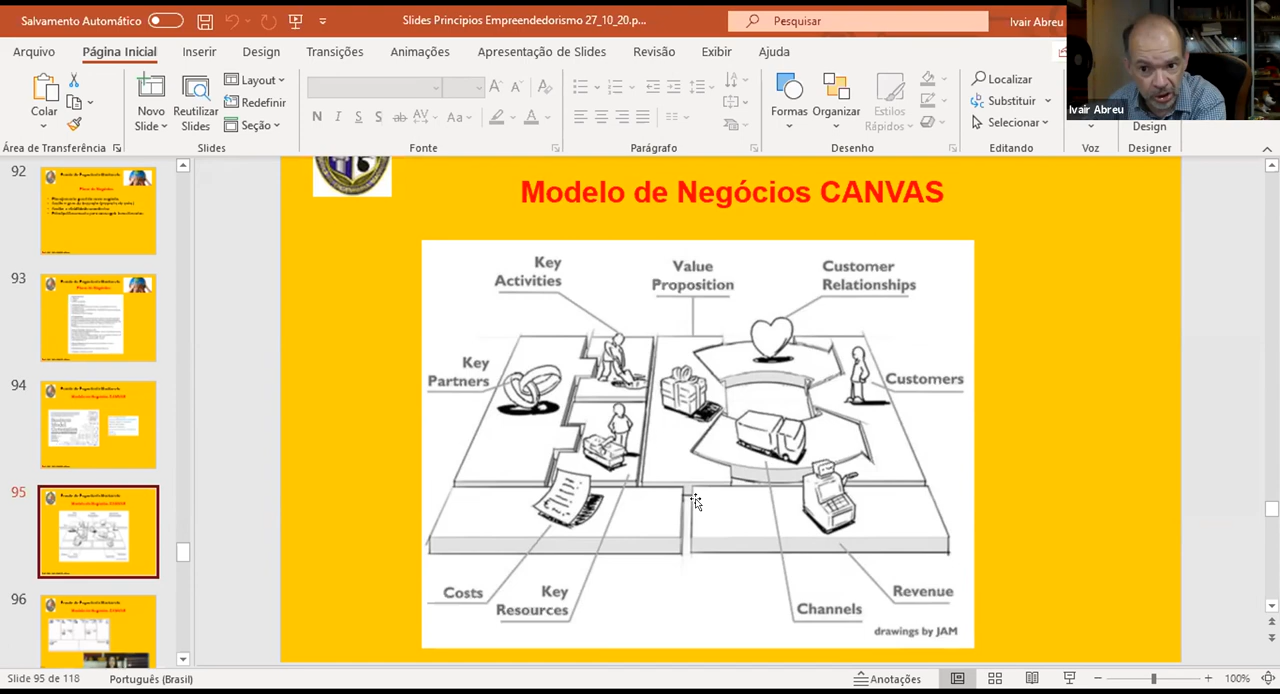 Salvamento Automático
Slides Principios Empreendedorismo 27_10_20.p...
Pesquisar
Ivair Abreu
Arquivo
Página Inicial
Inserir
Design
Transições
Animações
Apresentação de Slides
Revisão
Exibir
Ajuda
Colar
Novo
Slide
Reutilizar
Slides
Layout
Redefinir
Seção
N I S S ab AV Aa A
Formas
Organizar
Estilos
Rápidos
Localizar
Substituir
Selecionar
Ivair Abreu
Design
Área de Transferência
Slides
Fonte
Parágrafo
Desenho
Editando
Voz
Designer
92
93
94
95
96
Modelo de Negócios CANVAS
Key
Activities
Value
Proposition
Customer
Relationships
Key
Partners
Customers
Costs
Key
Resources
Channels
Revenue
drawings by JAM
Slide 95 de 118
Português (Brasil)
Anotações
100%